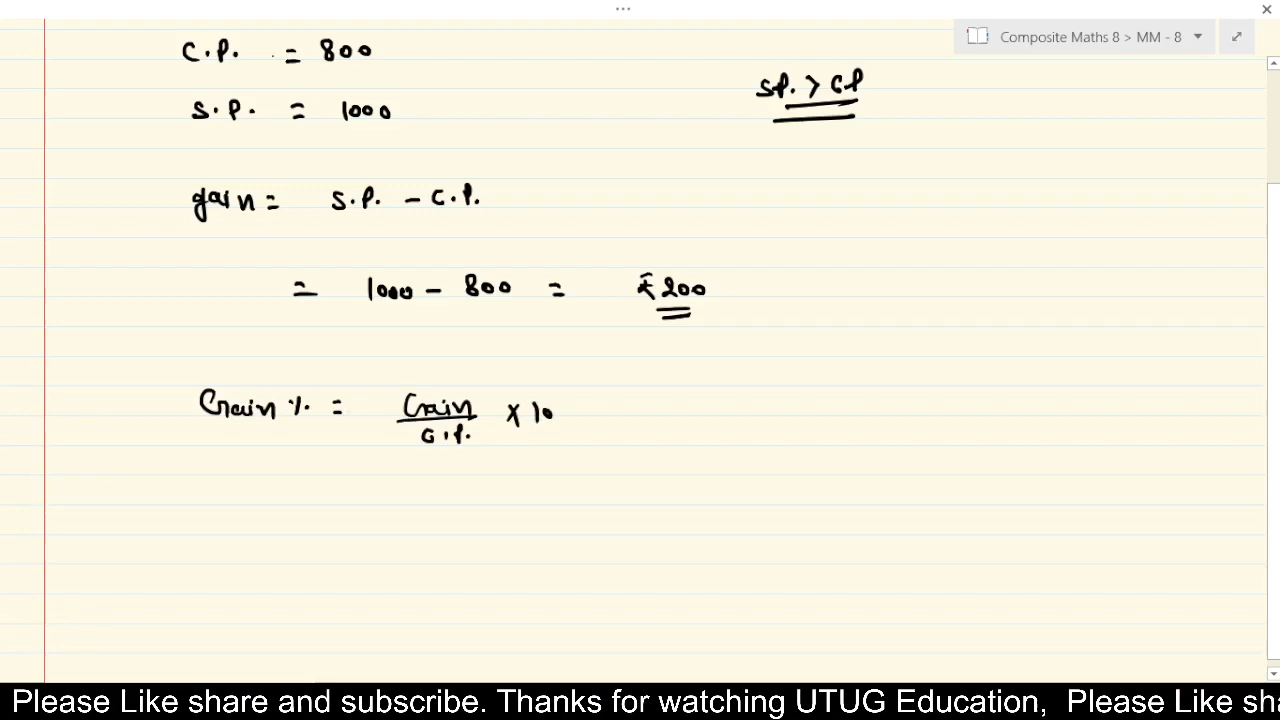 Composite Maths 8 > MM - 8
C.P. = 800
S.P. > C.P
S.P. = 1000
gain = S.P. - C.P.
= 1000 - 800 = ₹200
Gain %. = Gain / C.P. × 10
Please Like share and subscribe. Thanks for watching UTUG Education, Please Like sh